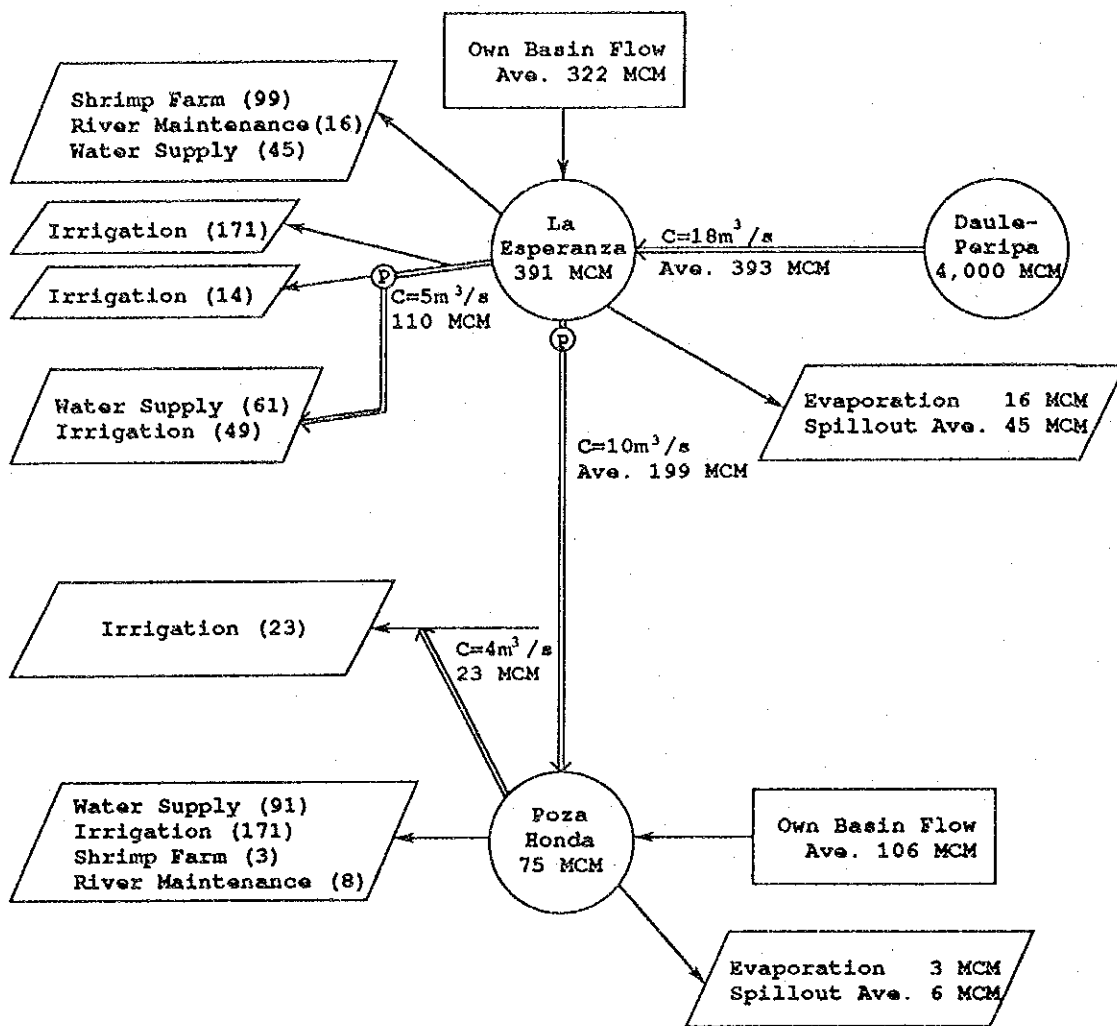 Own Basin Flow
Ave. 322 MCM
Shrimp Farm (99)
River Maintenance (16)
Water Supply (45)
Irrigation (171)
Irrigation (14)
La
Esperanza
391 MCM
C=18m³/s
Ave. 393 MCM
Daule-
Peripa
4,000 MCM
P
C=5m³/s
110 MCM
P
Water Supply (61)
Irrigation (49)
Evaporation 16 MCM
Spillout Ave. 45 MCM
C=10m³/s
Ave. 199 MCM
Irrigation (23)
C=4m³/s
23 MCM
Water Supply (91)
Irrigation (171)
Shrimp Farm (3)
River Maintenance (8)
Poza
Honda
75 MCM
Own Basin Flow
Ave. 106 MCM
Evaporation 3 MCM
Spillout Ave. 6 MCM